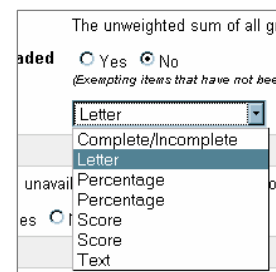 The unweighted sum of all g
aded Yes No
(Exempting items that have not bee
Letter
Complete/Incomplete
Letter
unavail Percentage
Percentage
es Score
Score
Text